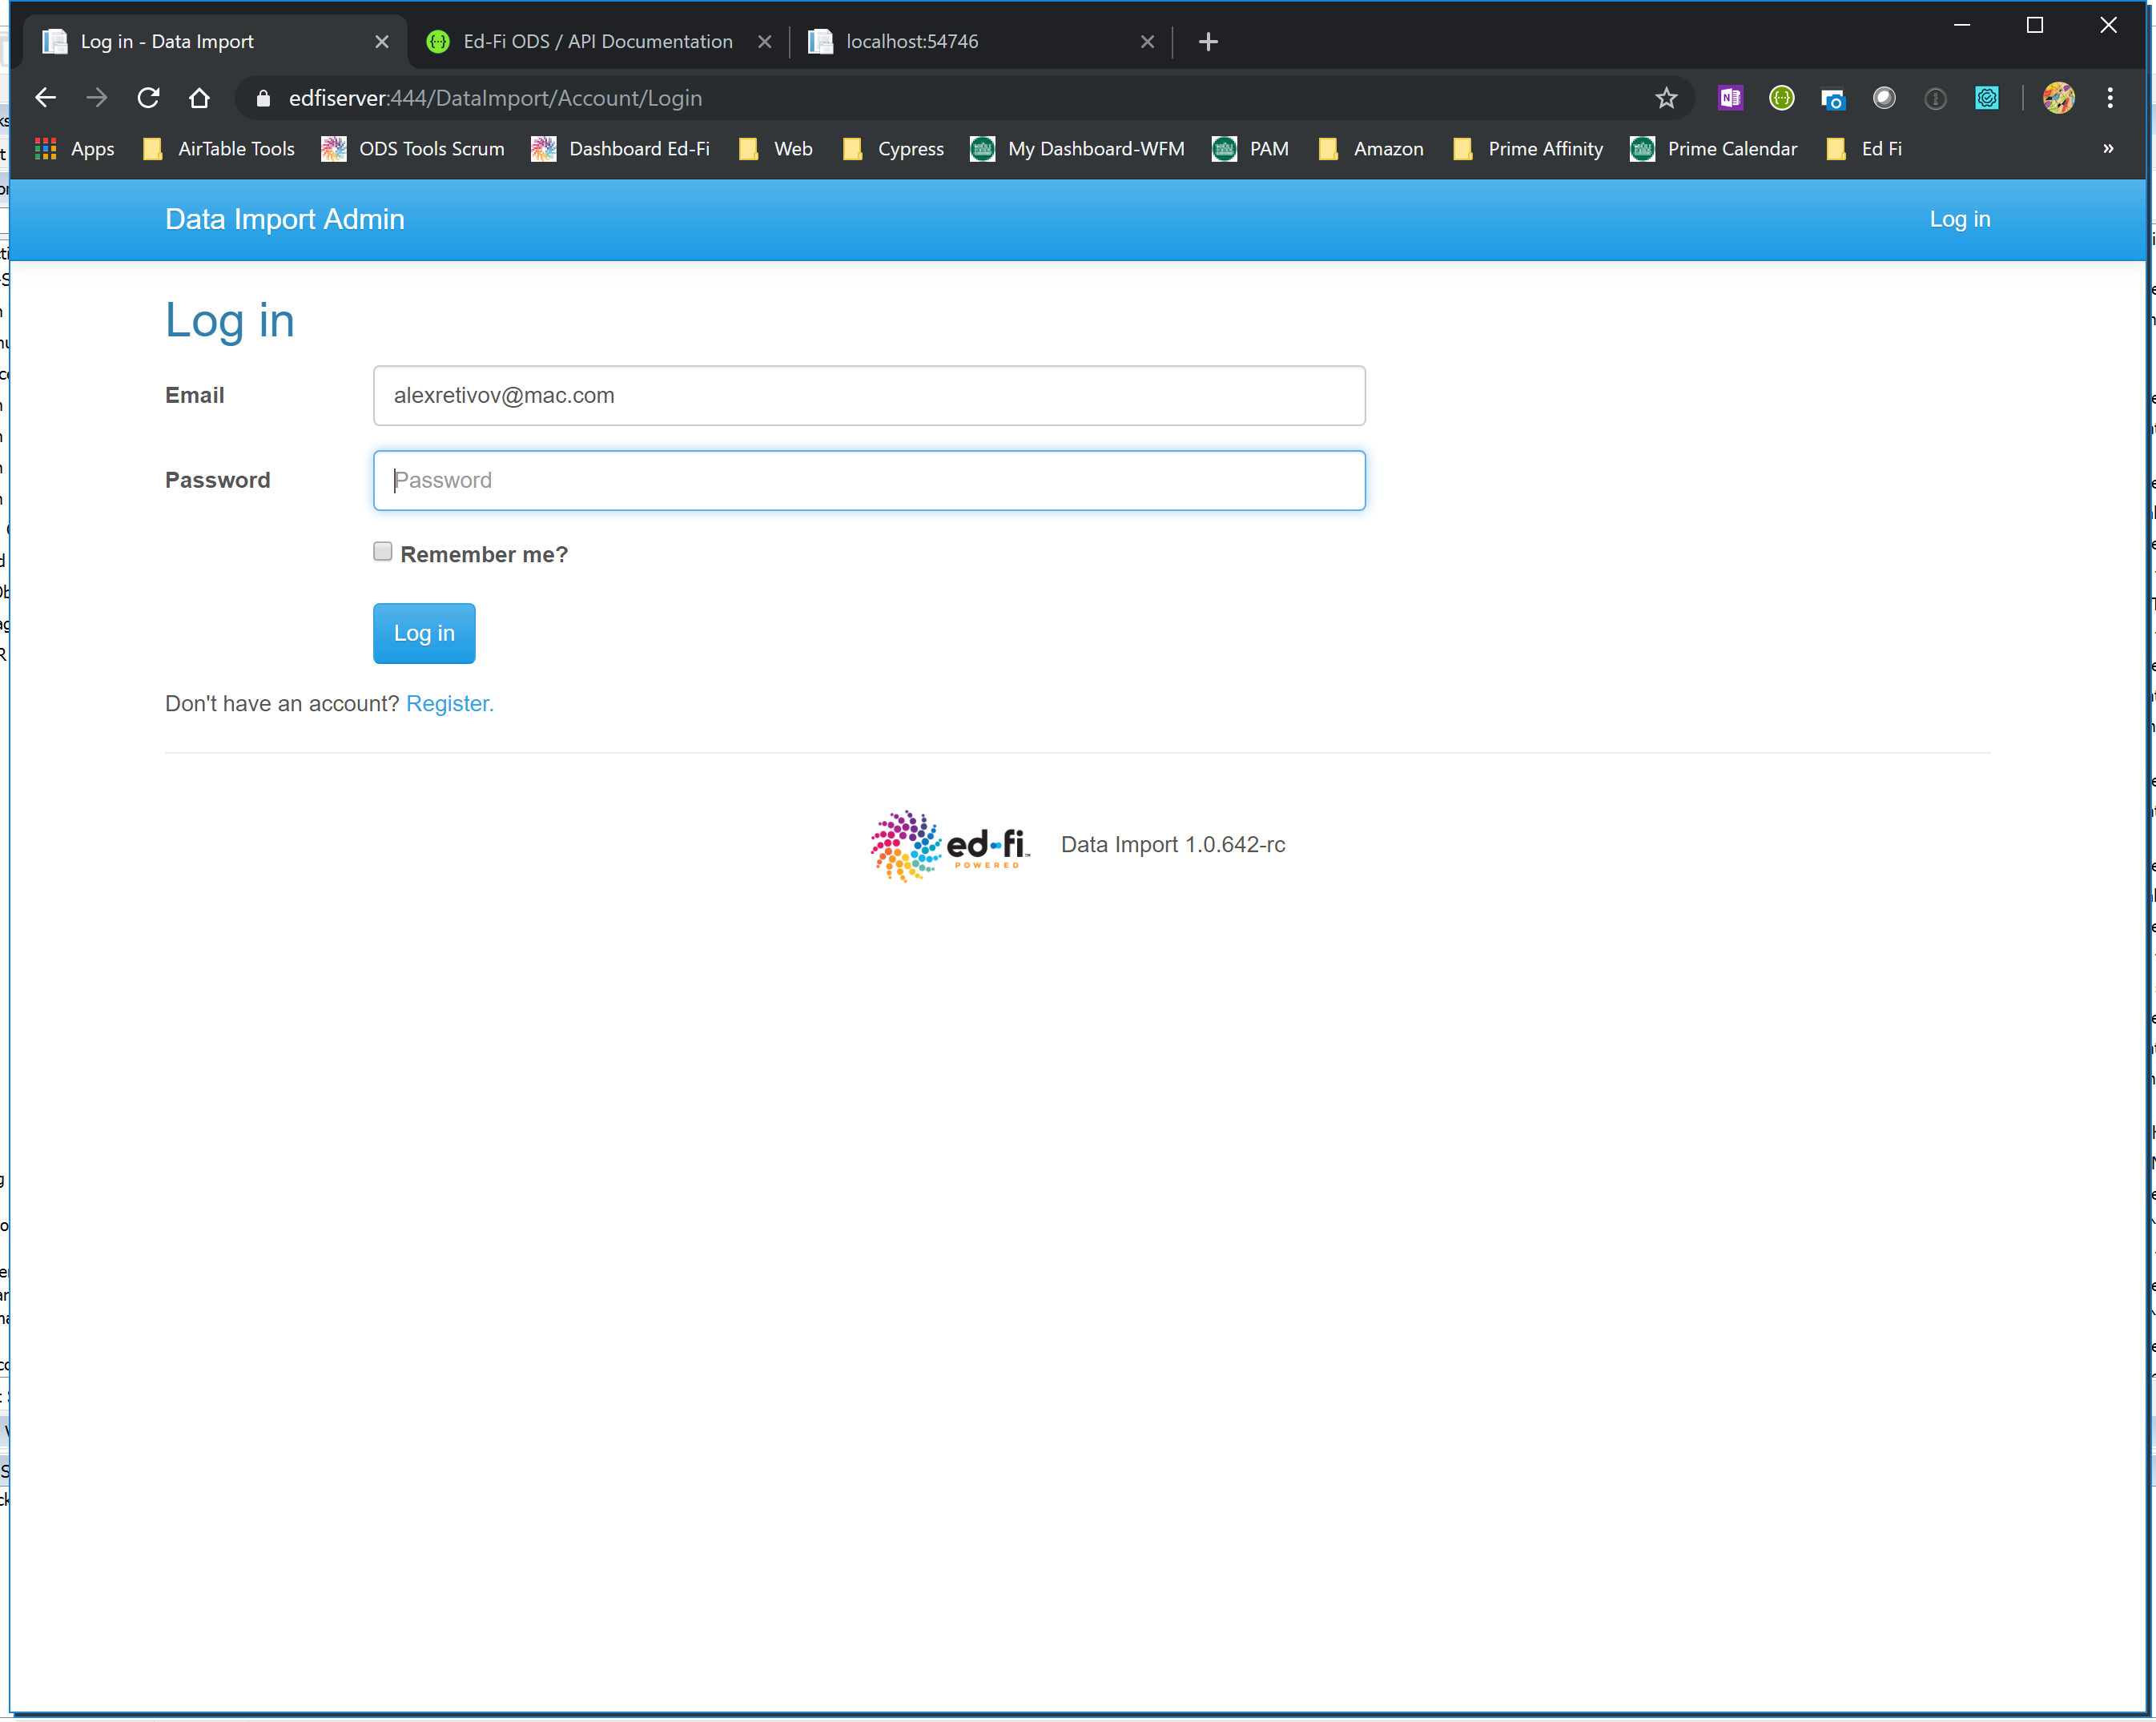 Log in - Data Import
Ed-Fi ODS / API Documentation
localhost:54746
edfiserver:444/DataImport/Account/Login
Apps AirTable Tools ODS Tools Scrum Dashboard Ed-Fi Web Cypress My Dashboard-WFM PAM Amazon Prime Affinity Prime Calendar Ed Fi »
Data Import Admin Log in
Log in
Email alexretivov@mac.com
Password Password
Remember me?
Log in
Don't have an account? Register.
ed-fi™ Data Import 1.0.642-rc
POWERED